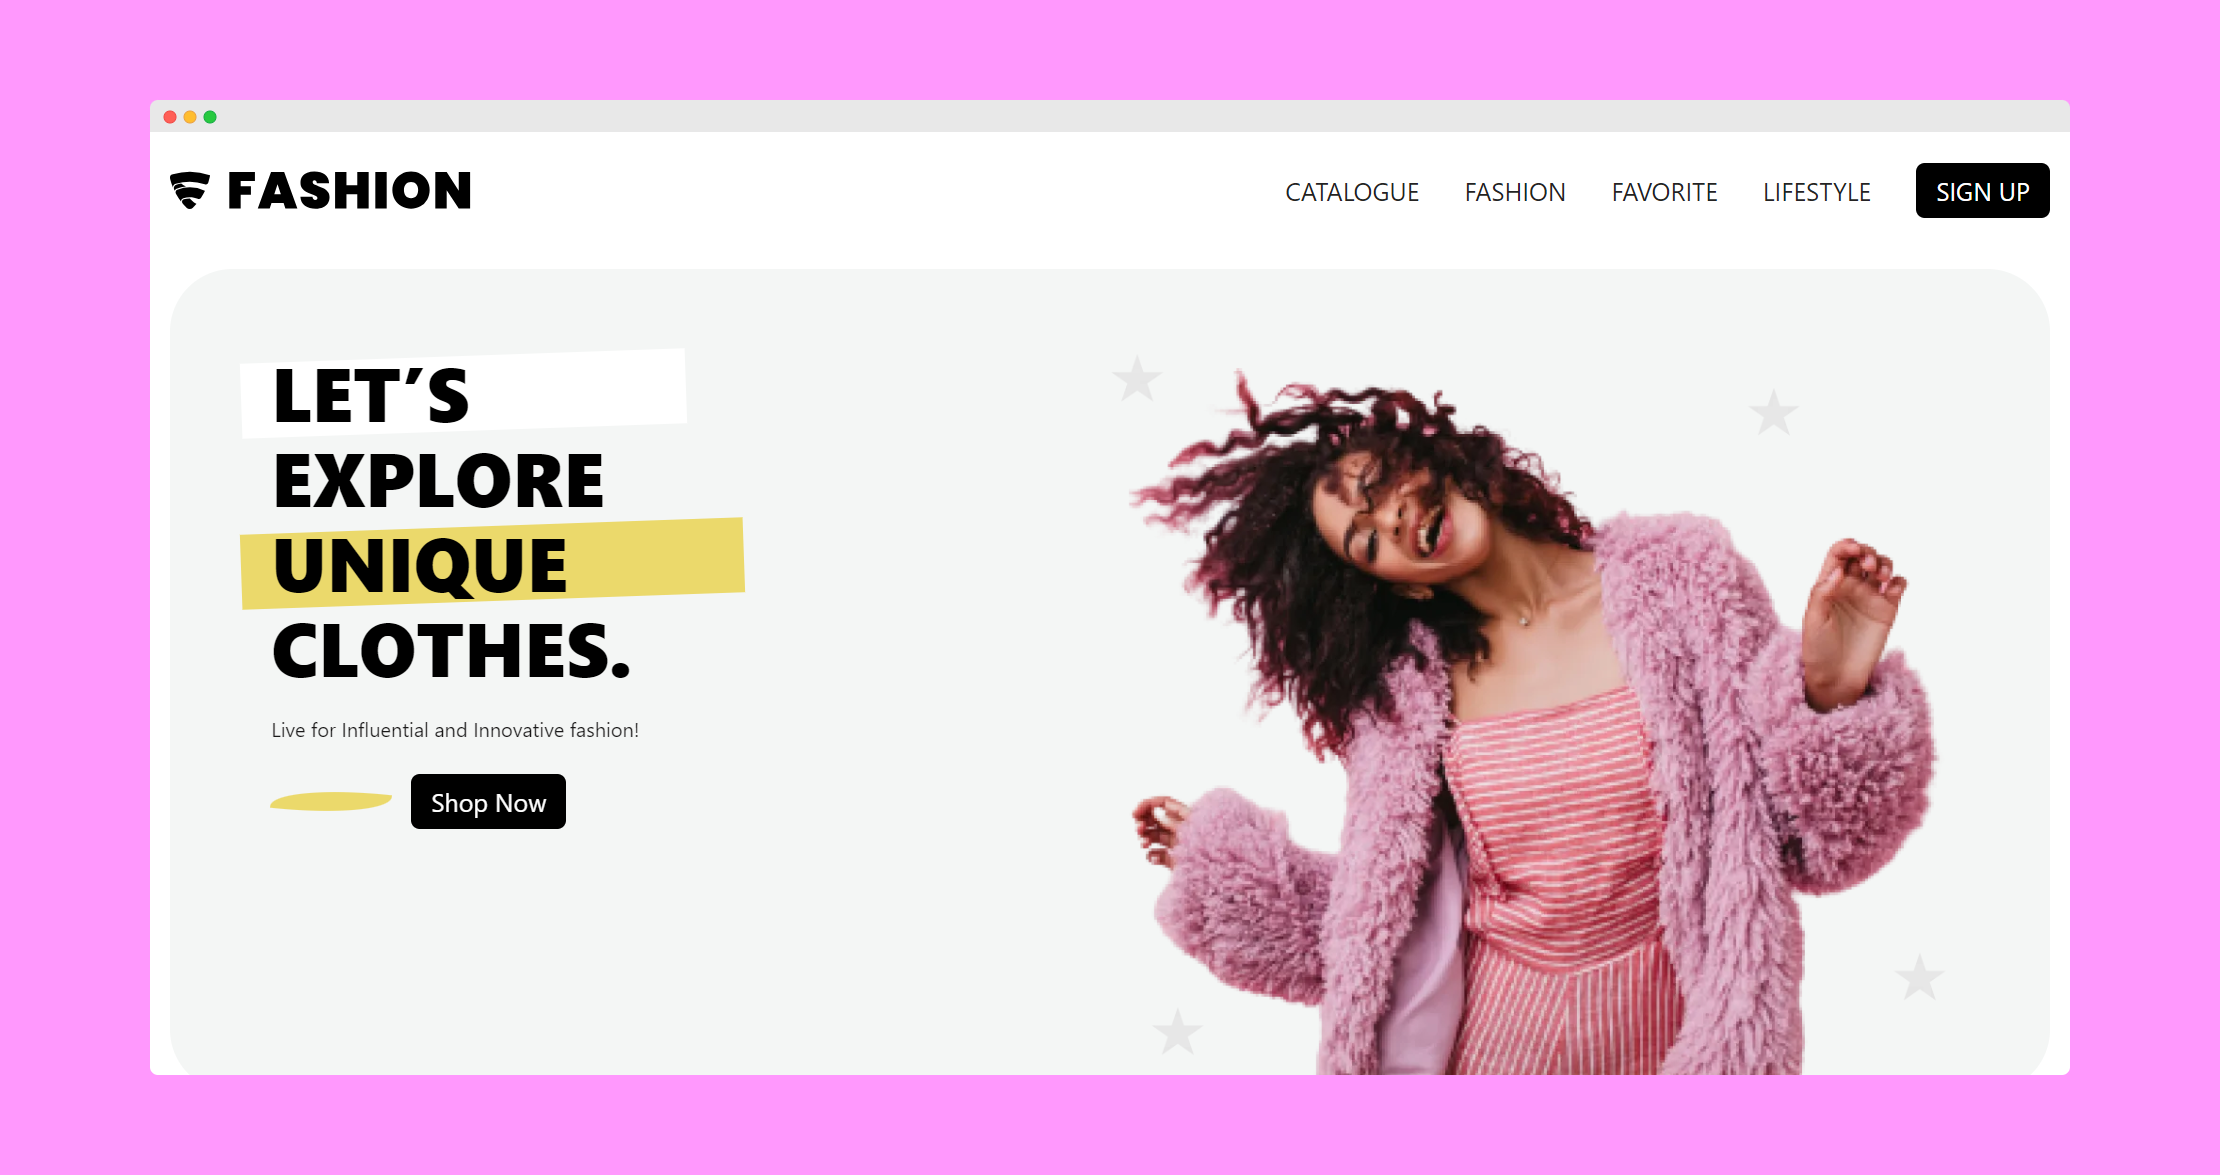 FASHION
CATALOGUE FASHION FAVORITE LIFESTYLE SIGN UP
LET’S
EXPLORE
UNIQUE
CLOTHES.
Live for Influential and Innovative fashion!
Shop Now